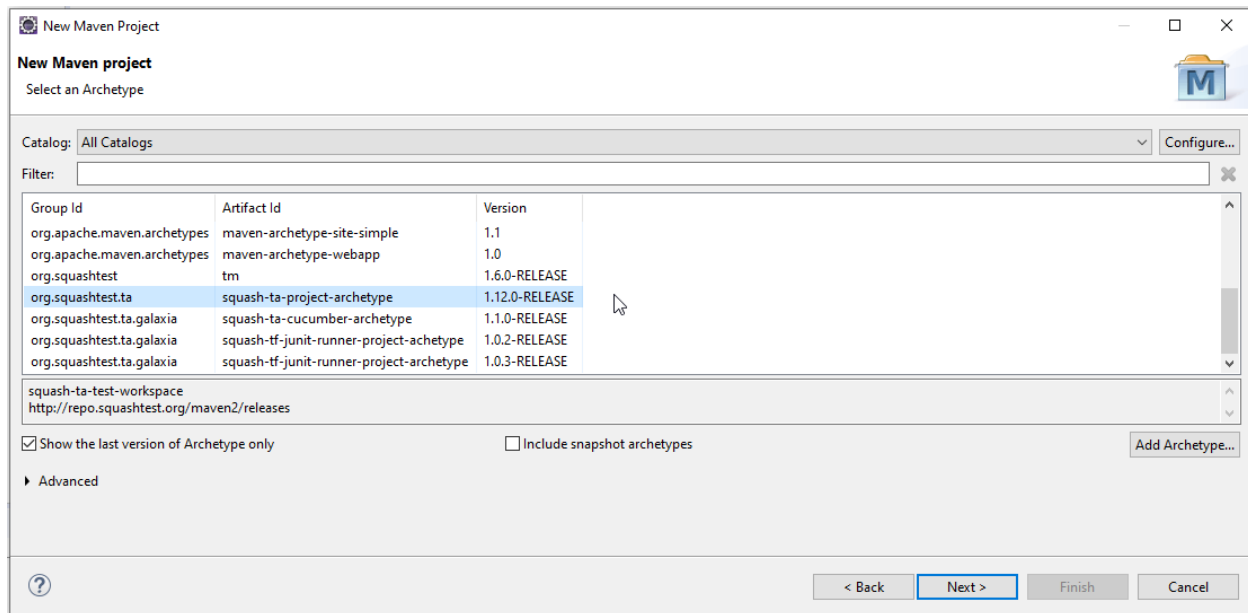 New Maven Project
New Maven project
Select an Archetype
M
Catalog: All Catalogs Configure...
Filter:
Group Id Artifact Id Version
org.apache.maven.archetypes maven-archetype-site-simple 1.1
org.apache.maven.archetypes maven-archetype-webapp 1.0
org.squashtest tm 1.6.0-RELEASE
org.squashtest.ta squash-ta-project-archetype 1.12.0-RELEASE
org.squashtest.ta.galaxia squash-ta-cucumber-archetype 1.1.0-RELEASE
org.squashtest.ta.galaxia squash-tf-junit-runner-project-achetype 1.0.2-RELEASE
org.squashtest.ta.galaxia squash-tf-junit-runner-project-archetype 1.0.3-RELEASE
squash-ta-test-workspace
http://repo.squashtest.org/maven2/releases
Show the last version of Archetype only Include snapshot archetypes Add Archetype...
Advanced
? < Back Next > Finish Cancel